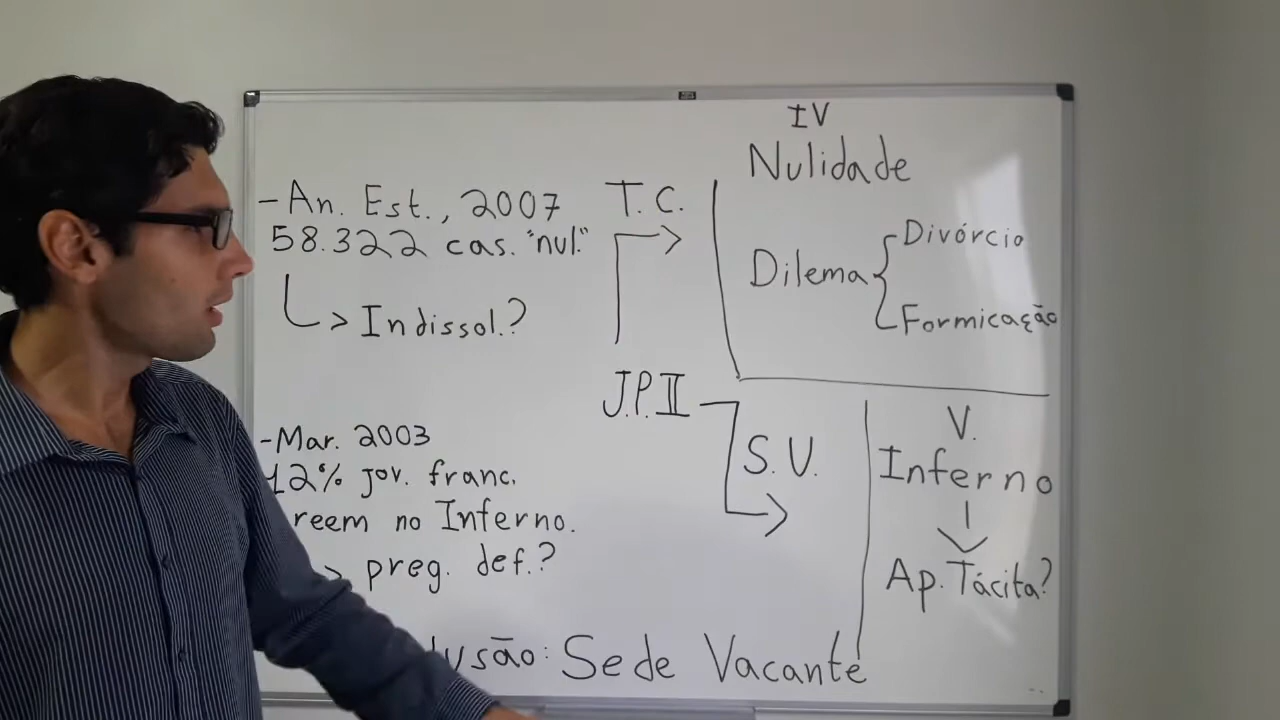 - An. Est., 2007
58.322 cas. "nul."
> Indissol.?
- Mar. 2003
12% jov. franc.
reem no Inferno.
> preg. def.?
T. C.
J.P. II
S. V.
IV
Nulidade
Dilema
Divórcio
Formicação
V.
Inferno
Ap. Tácita?
lusão: Sede Vacante